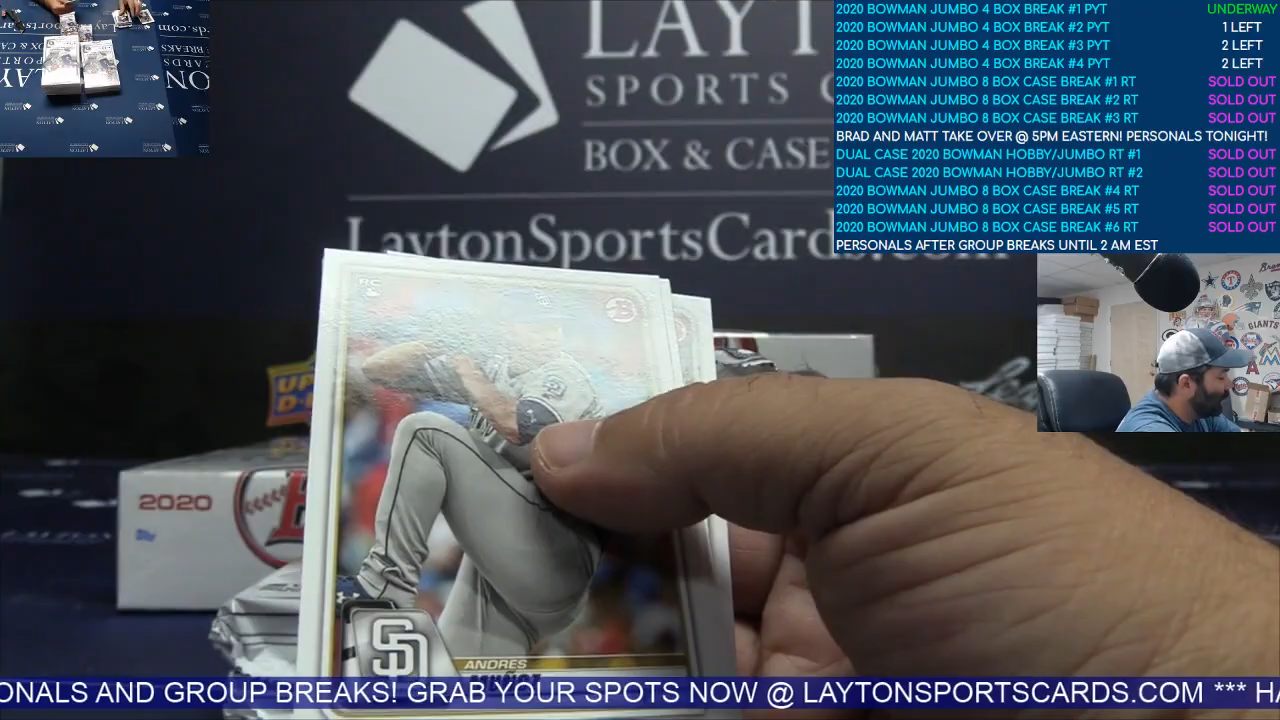 2020 BOWMAN JUMBO 4 BOX BREAK #1 PYT UNDERWAY
2020 BOWMAN JUMBO 4 BOX BREAK #2 PYT 1 LEFT
2020 BOWMAN JUMBO 4 BOX BREAK #3 PYT 2 LEFT
2020 BOWMAN JUMBO 4 BOX BREAK #4 PYT 2 LEFT
2020 BOWMAN JUMBO 8 BOX CASE BREAK #1 RT SOLD OUT
2020 BOWMAN JUMBO 8 BOX CASE BREAK #2 RT SOLD OUT
2020 BOWMAN JUMBO 8 BOX CASE BREAK #3 RT SOLD OUT
BRAD AND MATT TAKE OVER @ 5PM EASTERN! PERSONALS TONIGHT!
DUAL CASE 2020 BOWMAN HOBBY/JUMBO RT #1 SOLD OUT
DUAL CASE 2020 BOWMAN HOBBY/JUMBO RT #2 SOLD OUT
2020 BOWMAN JUMBO 8 BOX CASE BREAK #4 RT SOLD OUT
2020 BOWMAN JUMBO 8 BOX CASE BREAK #5 RT SOLD OUT
2020 BOWMAN JUMBO 8 BOX CASE BREAK #6 RT SOLD OUT
PERSONALS AFTER GROUP BREAKS UNTIL 2 AM EST
LAYT
SPORTS C
BOX & CASE
LaytonSportsCards.com
RC
B
UP
D
GIANTS
2020
SD
ANDRES
MUÑOZ
ONALS AND GROUP BREAKS! GRAB YOUR SPOTS NOW @ LAYTONSPORTSCARDS.COM *** HA